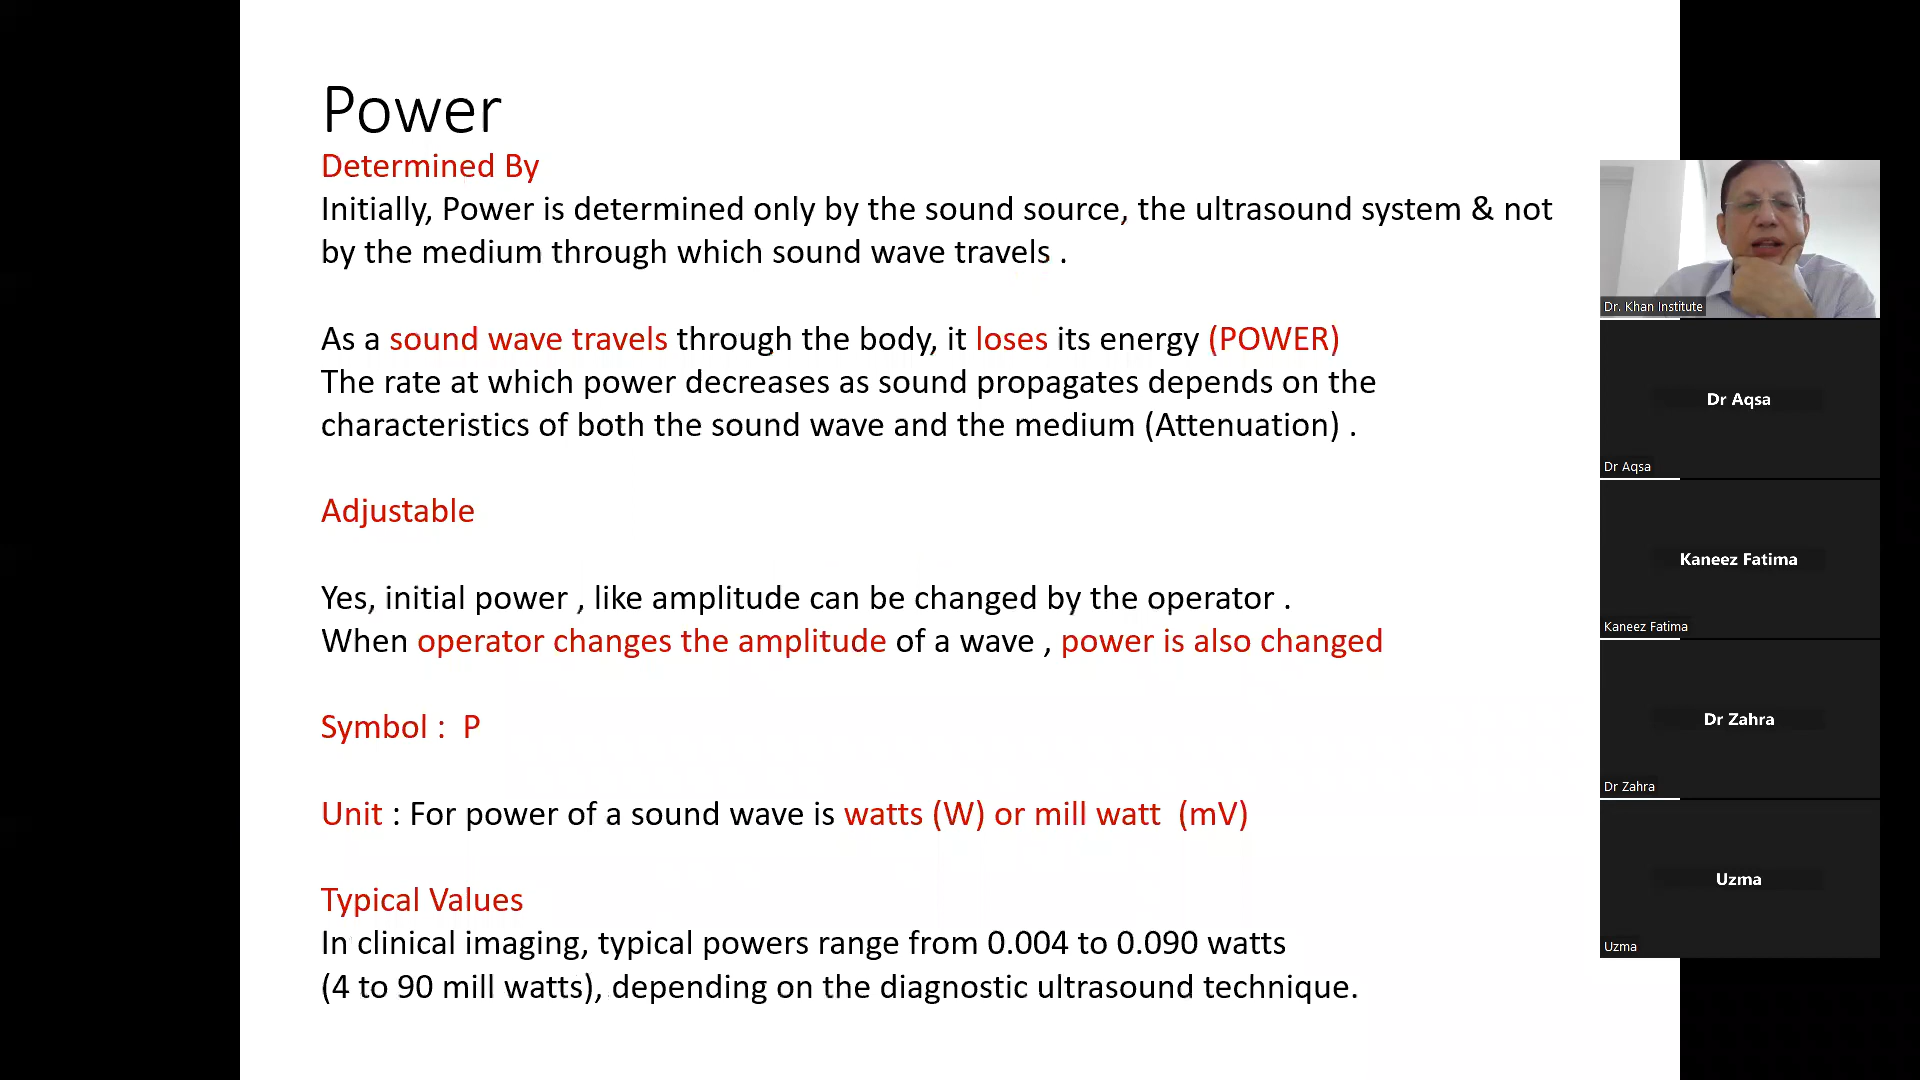 Power
Determined By
Initially, Power is determined only by the sound source, the ultrasound system & not
by the medium through which sound wave travels .
As a sound wave travels through the body, it loses its energy (POWER)
The rate at which power decreases as sound propagates depends on the
characteristics of both the sound wave and the medium (Attenuation) .
Adjustable
Yes, initial power , like amplitude can be changed by the operator .
When operator changes the amplitude of a wave , power is also changed
Symbol :  P
Unit : For power of a sound wave is watts (W) or mill watt  (mV)
Typical Values
In clinical imaging, typical powers range from 0.004 to 0.090 watts
(4 to 90 mill watts), depending on the diagnostic ultrasound technique.
Dr. Khan Institute
Dr Aqsa
Dr Aqsa
Kaneez Fatima
Kaneez Fatima
Dr Zahra
Dr Zahra
Uzma
Uzma